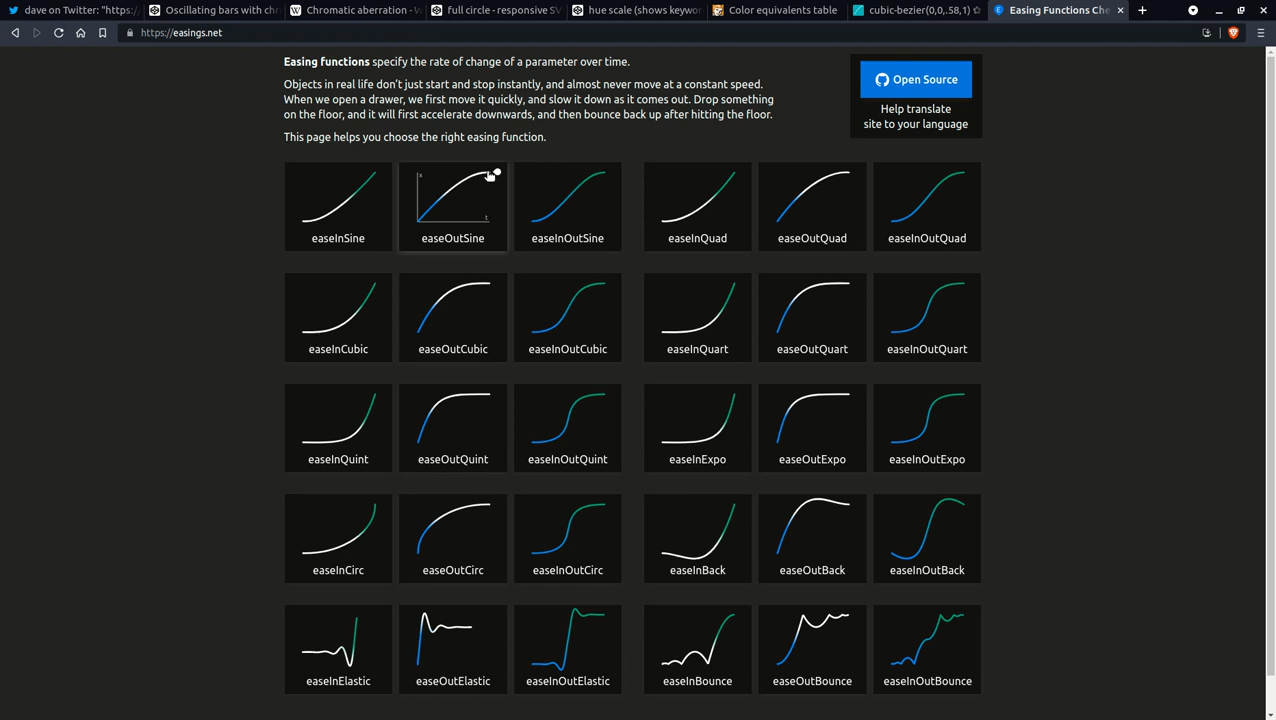 dave on Twitter: "https:/
Oscillating bars with chr
Chromatic aberration - W
full circle - responsive SV
hue scale (shows keywor
Color equivalents table
cubic-bezier(0,0,.58,1)
Easing Functions Che
https://easings.net
Easing functions specify the rate of change of a parameter over time.
Objects in real life don't just start and stop instantly, and almost never move at a constant speed.
When we open a drawer, we first move it quickly, and slow it down as it comes out. Drop something
on the floor, and it will first accelerate downwards, and then bounce back up after hitting the floor.
This page helps you choose the right easing function.
Open Source
Help translate
site to your language
x
t
easeInSine
easeOutSine
easeInOutSine
easeInQuad
easeOutQuad
easeInOutQuad
easeInCubic
easeOutCubic
easeInOutCubic
easeInQuart
easeOutQuart
easeInOutQuart
easeInQuint
easeOutQuint
easeInOutQuint
easeInExpo
easeOutExpo
easeInOutExpo
easeInCirc
easeOutCirc
easeInOutCirc
easeInBack
easeOutBack
easeInOutBack
easeInElastic
easeOutElastic
easeInOutElastic
easeInBounce
easeOutBounce
easeInOutBounce